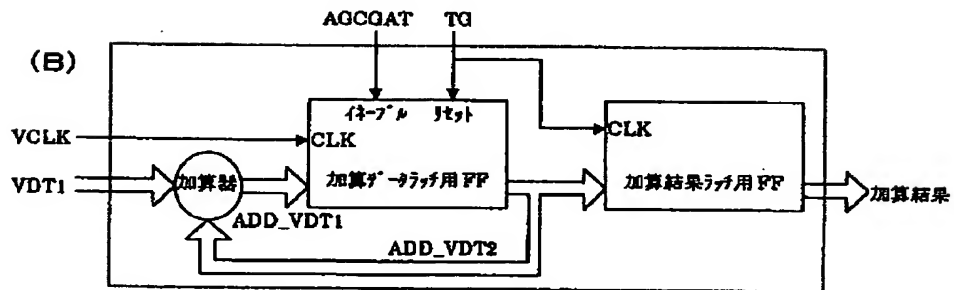 AGCGAT TG
(B)
イネーブル リセット
VCLK
CLK
CLK
VDT1
加算器
加算データラッチ用FF
加算結果ラッチ用FF
加算結果
ADD_VDT1
ADD_VDT2